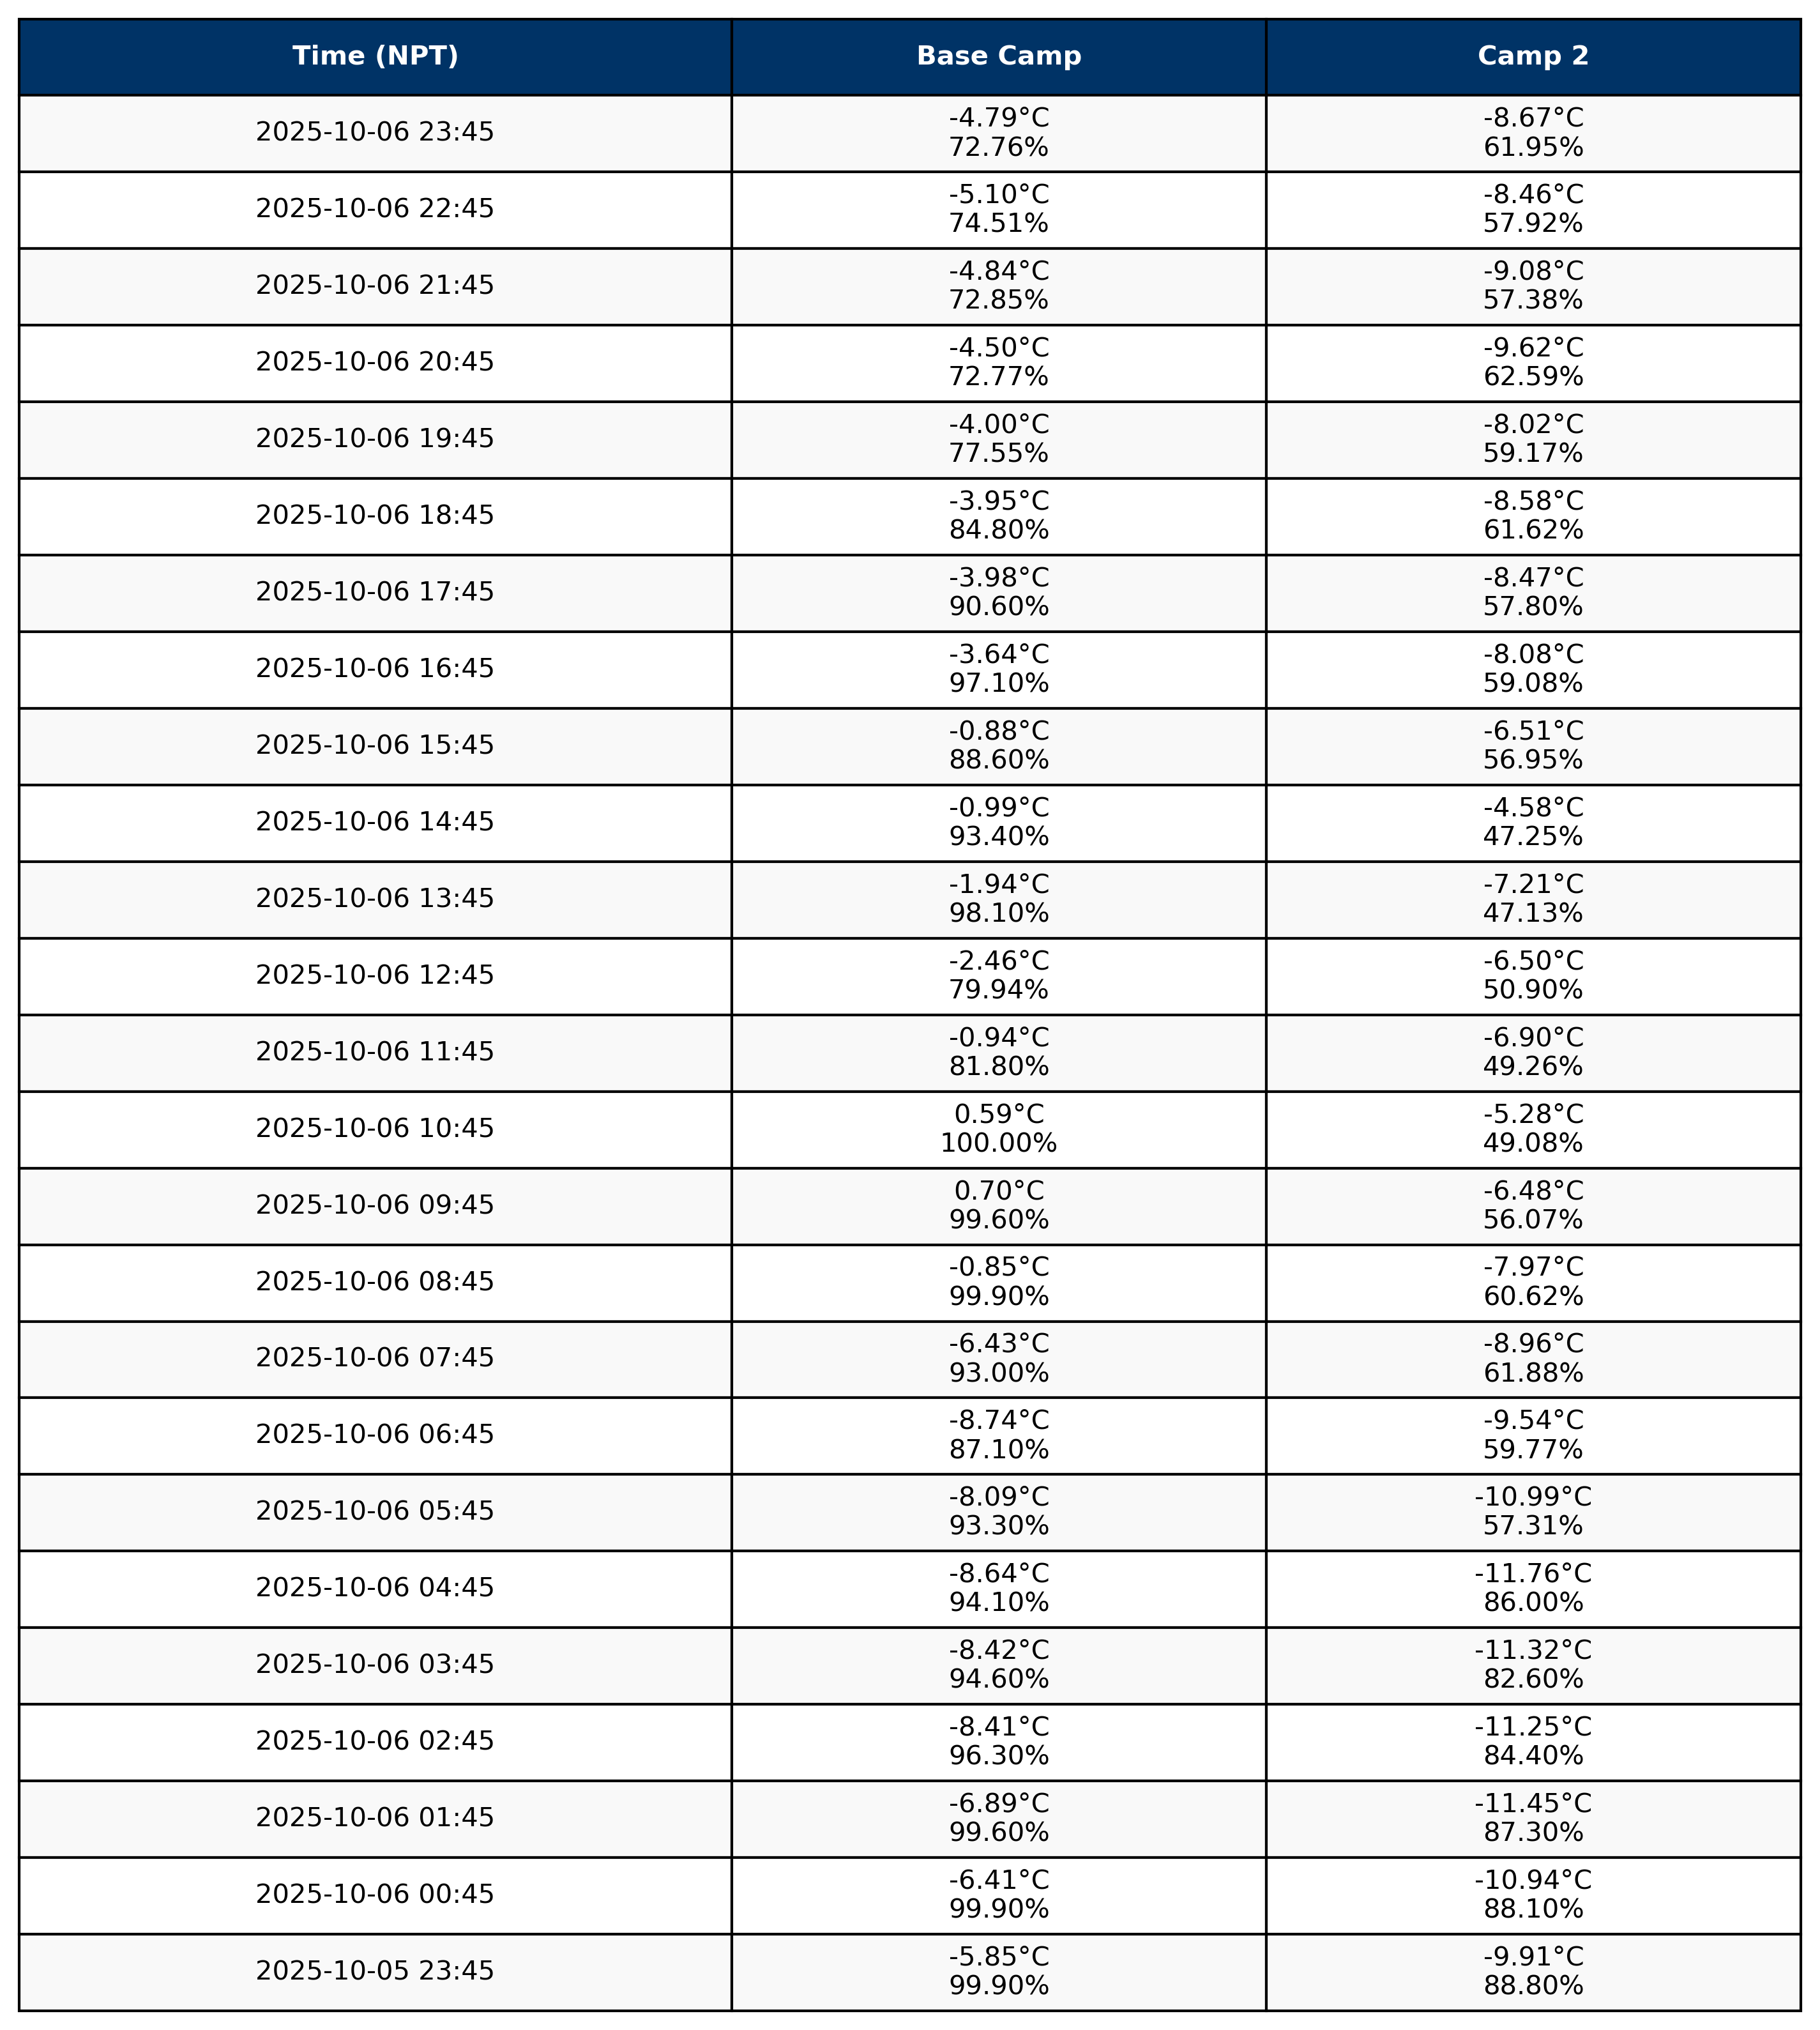 Time (NPT) Base Camp Camp 2
-4.79°C -8.67°C
2025-10-06 23:45
72.76% 61.95%
-5.10°C -8.46°C
2025-10-06 22:45
74.51% 57.92%
-4.84°C -9.08°C
2025-10-06 21:45
72.85% 57.38%
-4.50°C -9.62°C
2025-10-06 20:45
72.77% 62.59%
-4.00°C -8.02°C
2025-10-06 19:45
77.55% 59.17%
-3.95°C -8.58°C
2025-10-06 18:45
84.80% 61.62%
-3.98°C -8.47°C
2025-10-06 17:45
90.60% 57.80%
-3.64°C -8.08°C
2025-10-06 16:45
97.10% 59.08%
-0.88°C -6.51°C
2025-10-06 15:45
88.60% 56.95%
-0.99°C -4.58°C
2025-10-06 14:45
93.40% 47.25%
-1.94°C -7.21°C
2025-10-06 13:45
98.10% 47.13%
-2.46°C -6.50°C
2025-10-06 12:45
79.94% 50.90%
-0.94°C -6.90°C
2025-10-06 11:45
81.80% 49.26%
0.59°C -5.28°C
2025-10-06 10:45
100.00% 49.08%
0.70°C -6.48°C
2025-10-06 09:45
99.60% 56.07%
-0.85°C -7.97°C
2025-10-06 08:45
99.90% 60.62%
-6.43°C -8.96°C
2025-10-06 07:45
93.00% 61.88%
-8.74°C -9.54°C
2025-10-06 06:45
87.10% 59.77%
-8.09°C -10.99°C
2025-10-06 05:45
93.30% 57.31%
-8.64°C -11.76°C
2025-10-06 04:45
94.10% 86.00%
-8.42°C -11.32°C
2025-10-06 03:45
94.60% 82.60%
-8.41°C -11.25°C
2025-10-06 02:45
96.30% 84.40%
-6.89°C -11.45°C
2025-10-06 01:45
99.60% 87.30%
-6.41°C -10.94°C
2025-10-06 00:45
99.90% 88.10%
-5.85°C -9.91°C
2025-10-05 23:45
99.90% 88.80%